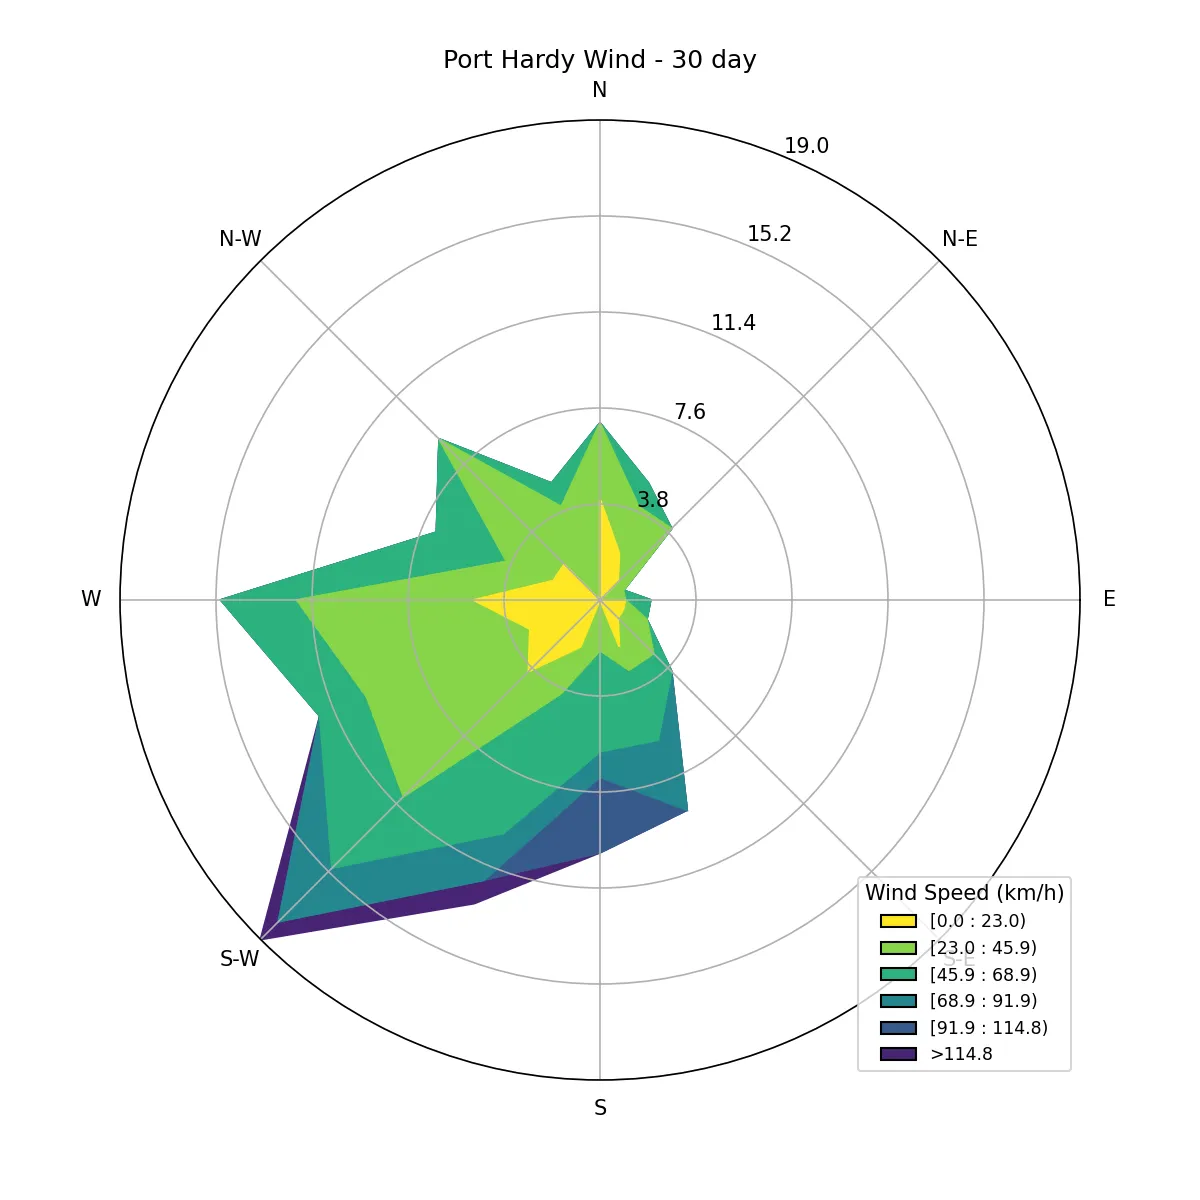 Port Hardy Wind - 30 day
N
19.0
15.2
N-W
N-E
11.4
7.6
3.8
W
E
S-W
S-E
S
Wind Speed (km/h)
[0.0 : 23.0)
[23.0 : 45.9)
[45.9 : 68.9)
[68.9 : 91.9)
[91.9 : 114.8)
>114.8